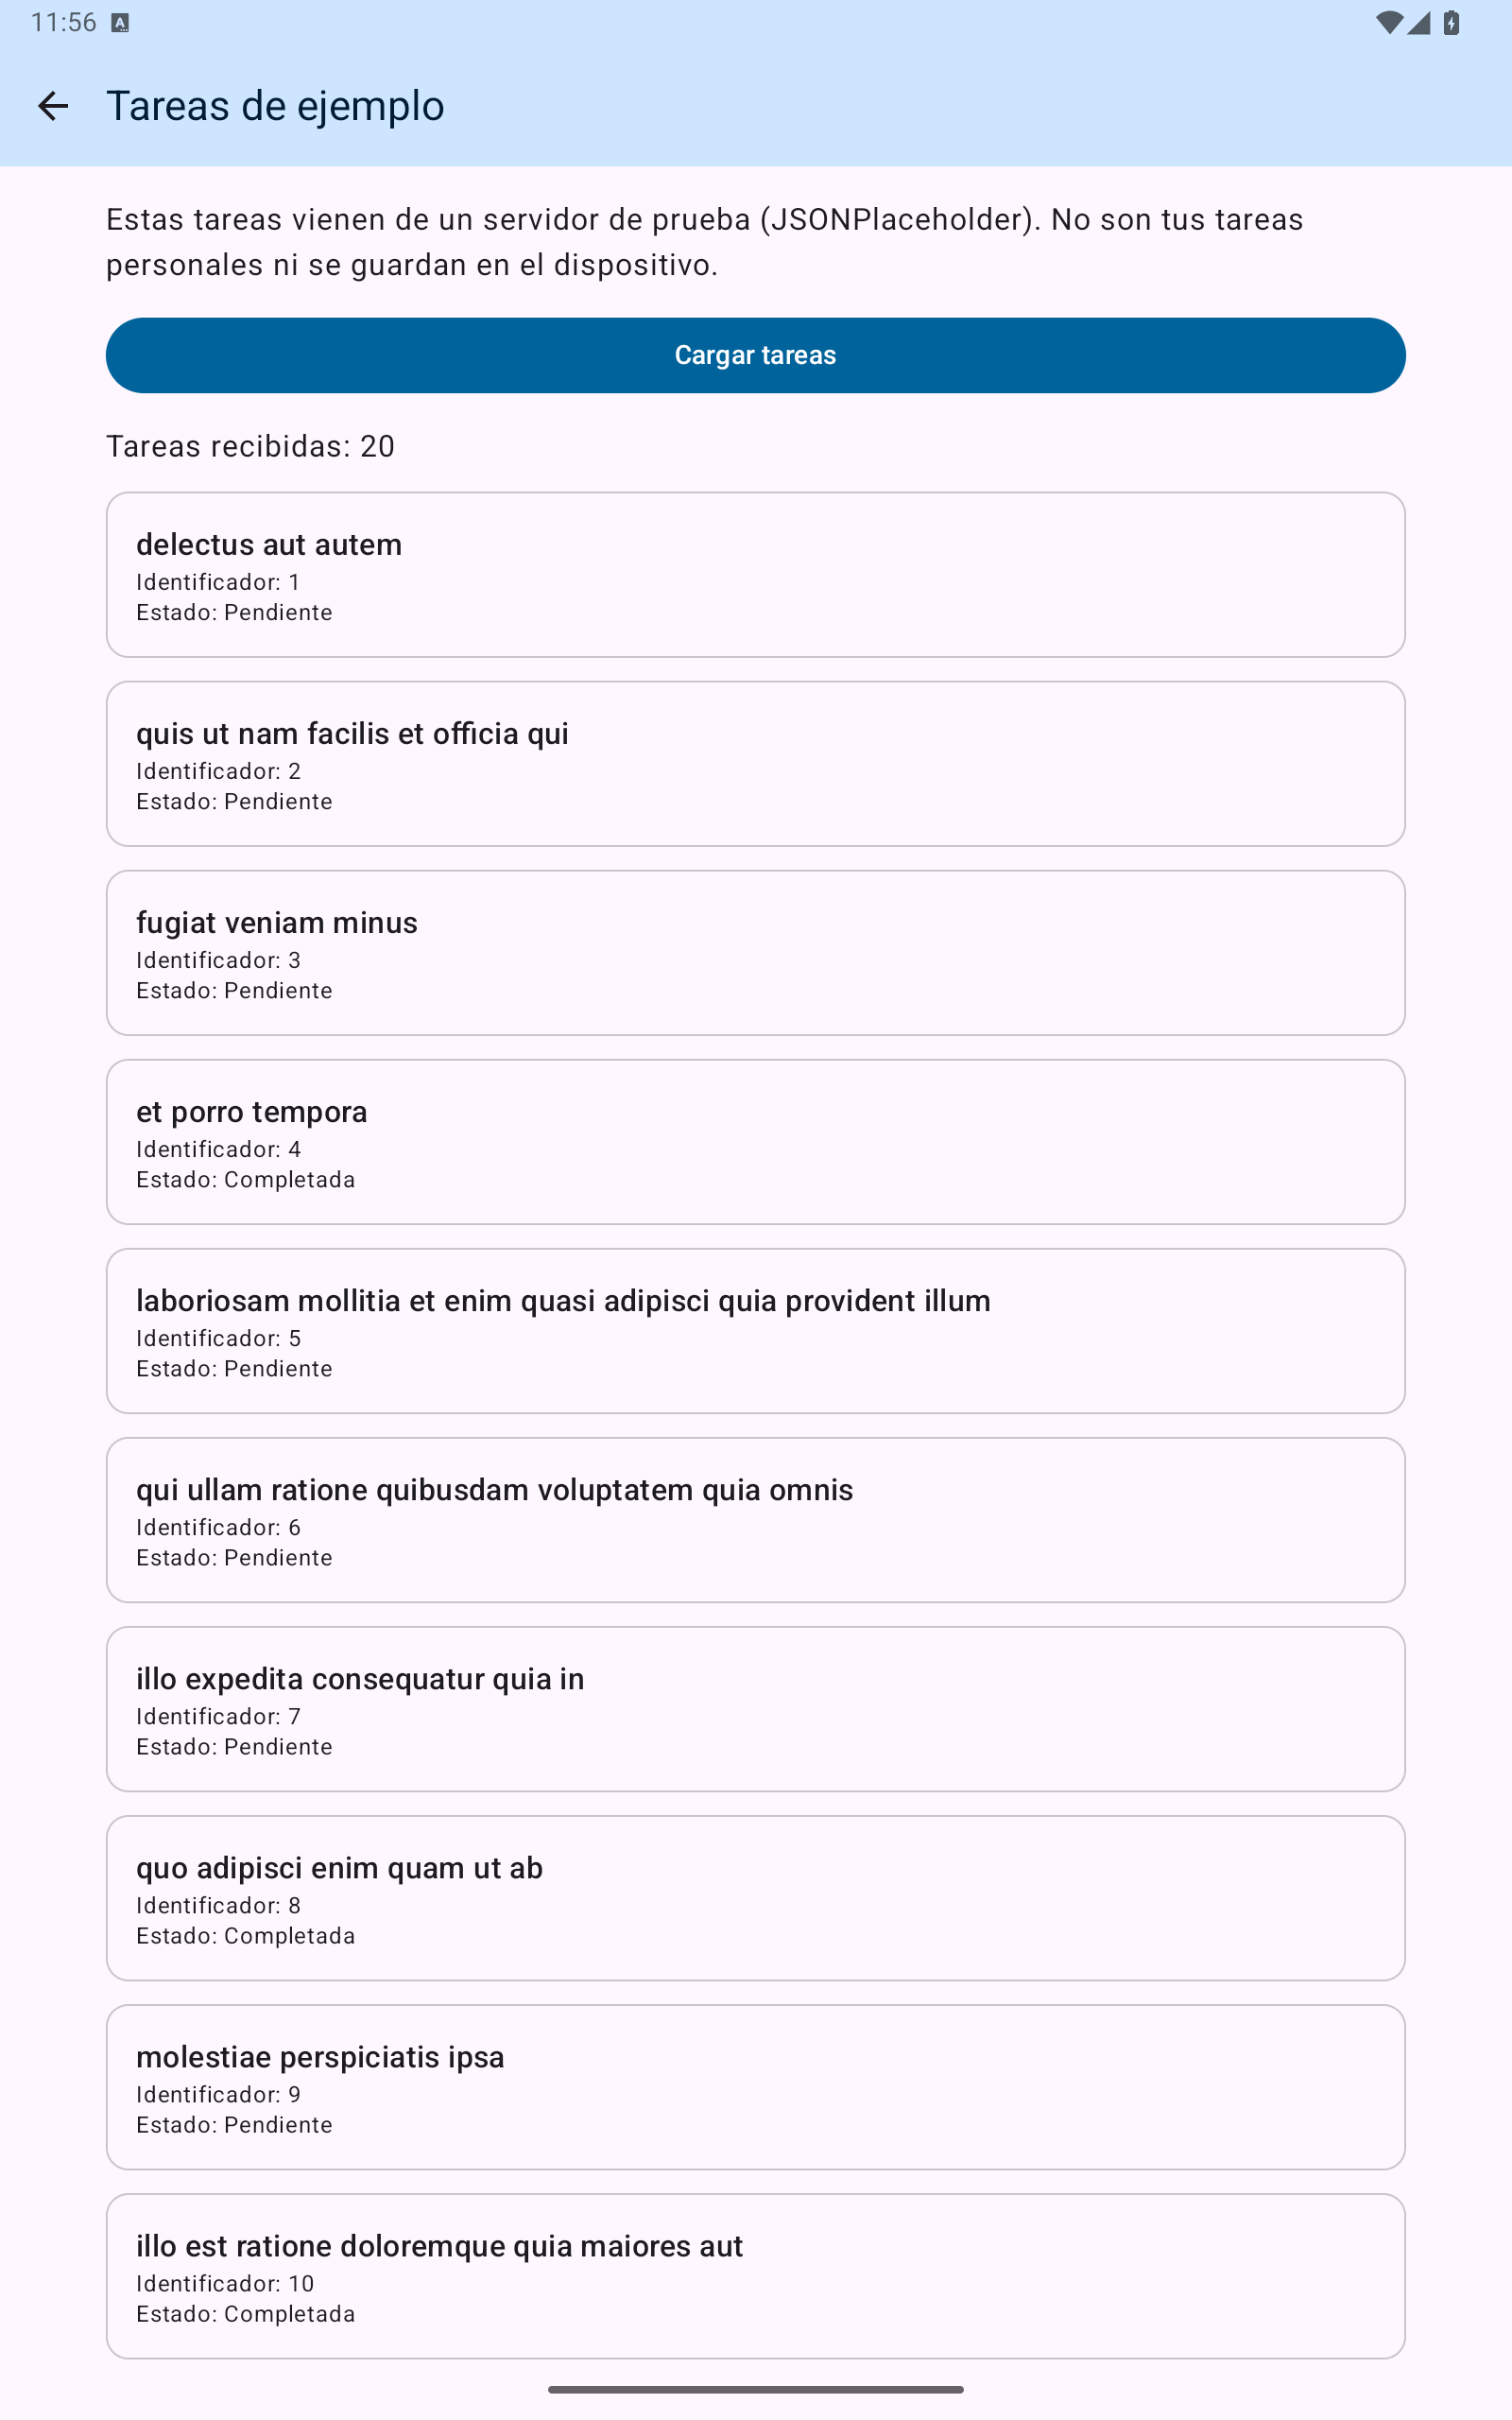 11:56
Tareas de ejemplo
Estas tareas vienen de un servidor de prueba (JSONPlaceholder). No son tus tareas
personales ni se guardan en el dispositivo.
Cargar tareas
Tareas recibidas: 20
delectus aut autem
Identificador: 1
Estado: Pendiente
quis ut nam facilis et officia qui
Identificador: 2
Estado: Pendiente
fugiat veniam minus
Identificador: 3
Estado: Pendiente
et porro tempora
Identificador: 4
Estado: Completada
laboriosam mollitia et enim quasi adipisci quia provident illum
Identificador: 5
Estado: Pendiente
qui ullam ratione quibusdam voluptatem quia omnis
Identificador: 6
Estado: Pendiente
illo expedita consequatur quia in
Identificador: 7
Estado: Pendiente
quo adipisci enim quam ut ab
Identificador: 8
Estado: Completada
molestiae perspiciatis ipsa
Identificador: 9
Estado: Pendiente
illo est ratione doloremque quia maiores aut
Identificador: 10
Estado: Completada